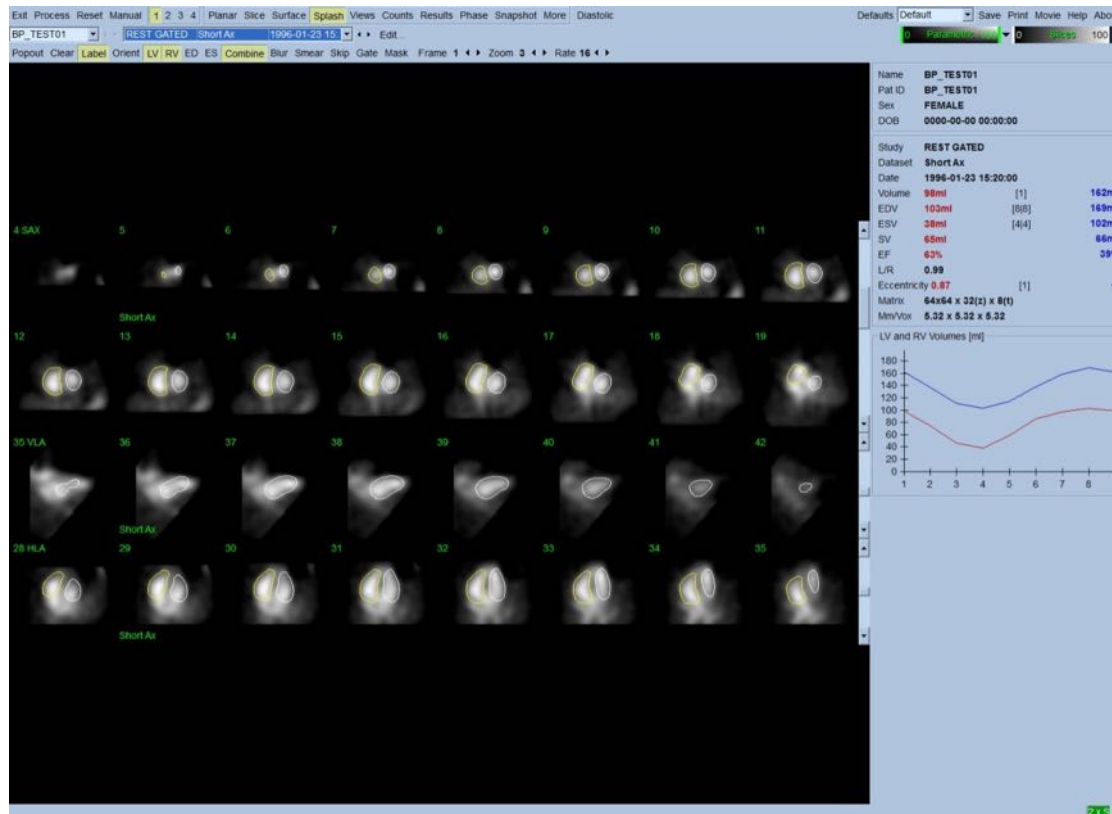 Exit Process Reset Manual 1 2 3 4 Planar Slice Surface Splash Views Counts Results Phase Snapshot More Diastolic Defaults Default Save Print Movie Help Abo
BP_TEST01 REST GATED Short Ax 1996-01-23 15: Edit... 0 Parametric 0 Slices 100
Popout Clear Label Orient LV RV ED ES Combine Blur Smear Skip Gate Mask Frame 1 Zoom 3 Rate 16
Name BP_TEST01
Pat ID BP_TEST01
Sex FEMALE
DOB 0000-00-00 00:00:00
Study REST GATED
Dataset Short Ax
Date 1996-01-23 15:20:00
Volume 98ml [1] 162m
EDV 103ml [8|8] 169m
ESV 38ml [4|4] 102m
SV 65ml 66m
EF 63% 39%
L/R 0.99
Eccentricity 0.87 [1]
Matrix 64x64 x 32(z) x 8(t)
Mm/Vox 5.32 x 5.32 x 5.32
LV and RV Volumes [ml]
180
160
140
120
100
80
60
40
20
0
1 2 3 4 5 6 7 8
4 SAX 5 6 7 8 9 10 11
Short Ax
12 13 14 15 16 17 18 19
35 VLA 36 37 38 39 40 41 42
Short Ax
28 HLA 29 30 31 32 33 34 35
Short Ax